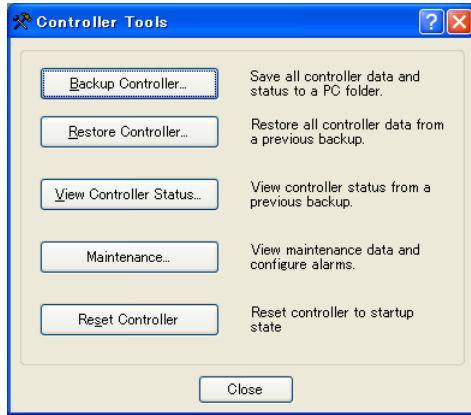 Controller Tools
Backup Controller...
Save all controller data and
status to a PC folder.
Restore Controller...
Restore all controller data from
a previous backup.
View Controller Status...
View controller status from a
previous backup.
Maintenance...
View maintenance data and
configure alarms.
Reset Controller
Reset controller to startup
state
Close